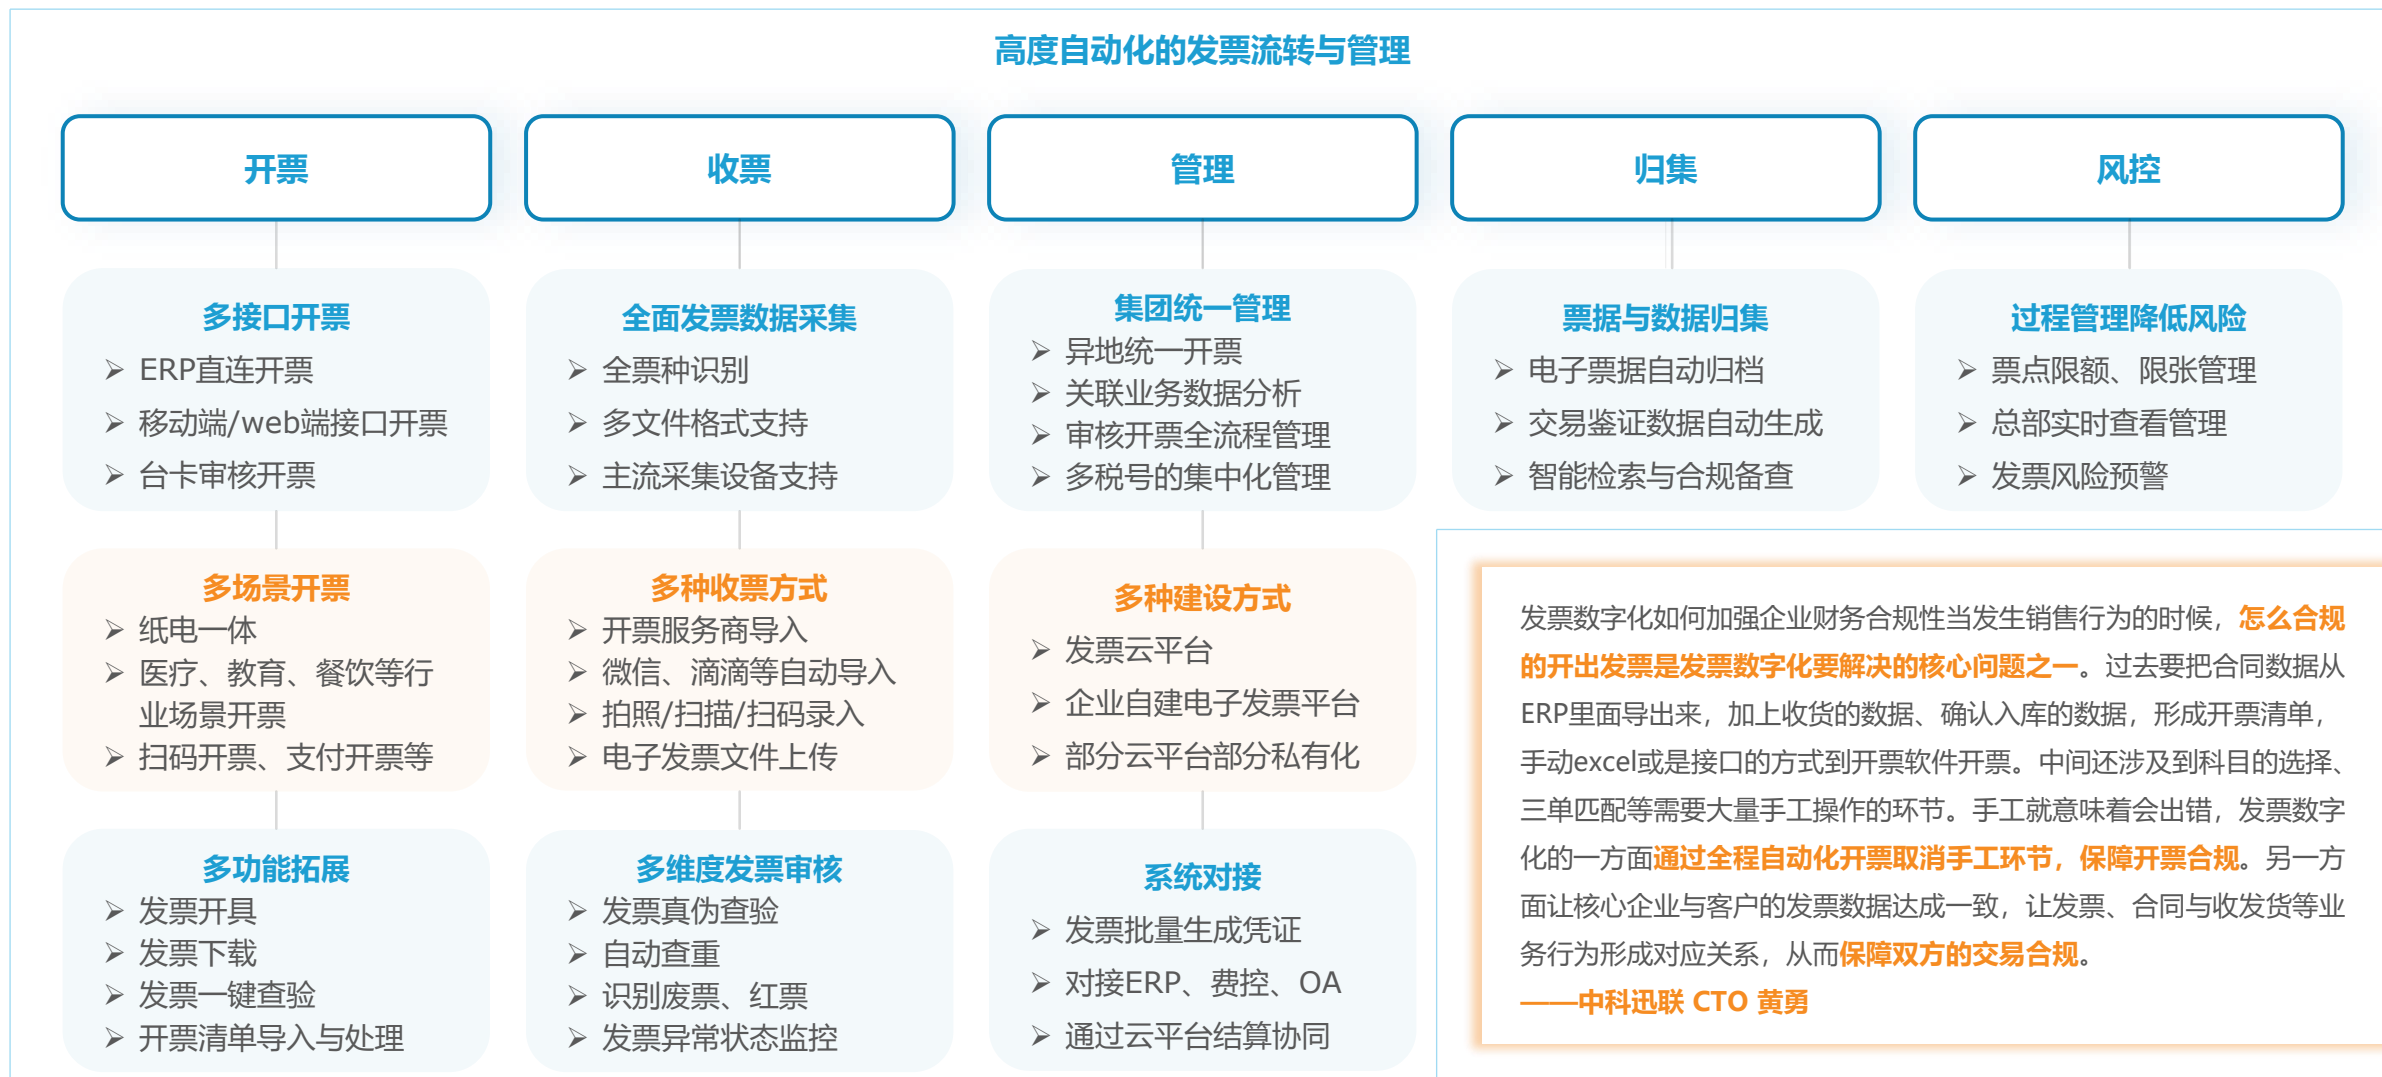 高度自动化的发票流转与管理
开票
收票
管理
归集
风控
多接口开票
ERP直连开票
移动端/web端接口开票
台卡审核开票
全面发票数据采集
全票种识别
多文件格式支持
主流采集设备支持
集团统一管理
异地统一开票
关联业务数据分析
审核开票全流程管理
多税号的集中化管理
票据与数据归集
电子票据自动归档
交易鉴证数据自动生成
智能检索与合规备查
过程管理降低风险
票点限额、限张管理
总部实时查看管理
发票风险预警
多场景开票
纸电一体
医疗、教育、餐饮等行
业场景开票
扫码开票、支付开票等
多种收票方式
开票服务商导入
微信、滴滴等自动导入
拍照/扫描/扫码录入
电子发票文件上传
多种建设方式
发票云平台
企业自建电子发票平台
部分云平台部分私有化
多功能拓展
发票开具
发票下载
发票一键查验
开票清单导入与处理
多维度发票审核
发票真伪查验
自动查重
识别废票、红票
发票异常状态监控
系统对接
发票批量生成凭证
对接ERP、费控、OA
通过云平台结算协同
发票数字化如何加强企业财务合规性当发生销售行为的时候，怎么合规
的开出发票是发票数字化要解决的核心问题之一。过去要把合同数据从
ERP里面导出来，加上收货的数据、确认入库的数据，形成开票清单，
手动excel或是接口的方式到开票软件开票。中间还涉及到科目的选择、
三单匹配等需要大量手工操作的环节。手工就意味着会出错，发票数字
化的一方面通过全程自动化开票取消手工环节，保障开票合规。另一方
面让核心企业与客户的发票数据达成一致，让发票、合同与收发货等业
务行为形成对应关系，从而保障双方的交易合规。
——中科迅联 CTO 黄勇